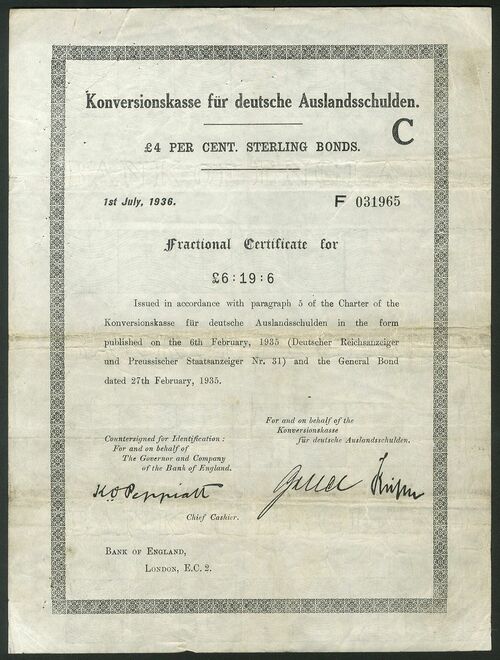 Konversionskasse für deutsche Auslandsschulden.
C
£4 PER CENT. STERLING BONDS.
1st July, 1936.
F 031965
Fractional Certificate for
£6:19:6
Issued in accordance with paragraph 5 of the Charter of the
Konversionskasse für deutsche Auslandsschulden in the form
published on the 6th February, 1935 (Deutscher Reichsanzeiger
und Preussischer Staatsanzeiger Nr. 31) and the General Bond
dated 27th February, 1935.
For and on behalf of the
Konversionskasse
für deutsche Auslandsschulden.
Countersigned for Identification :
For and on behalf of
The Governor and Company
of the Bank of England.
K.O. Peppiatt
Chief Cashier.
BANK OF ENGLAND,
LONDON, E.C. 2.